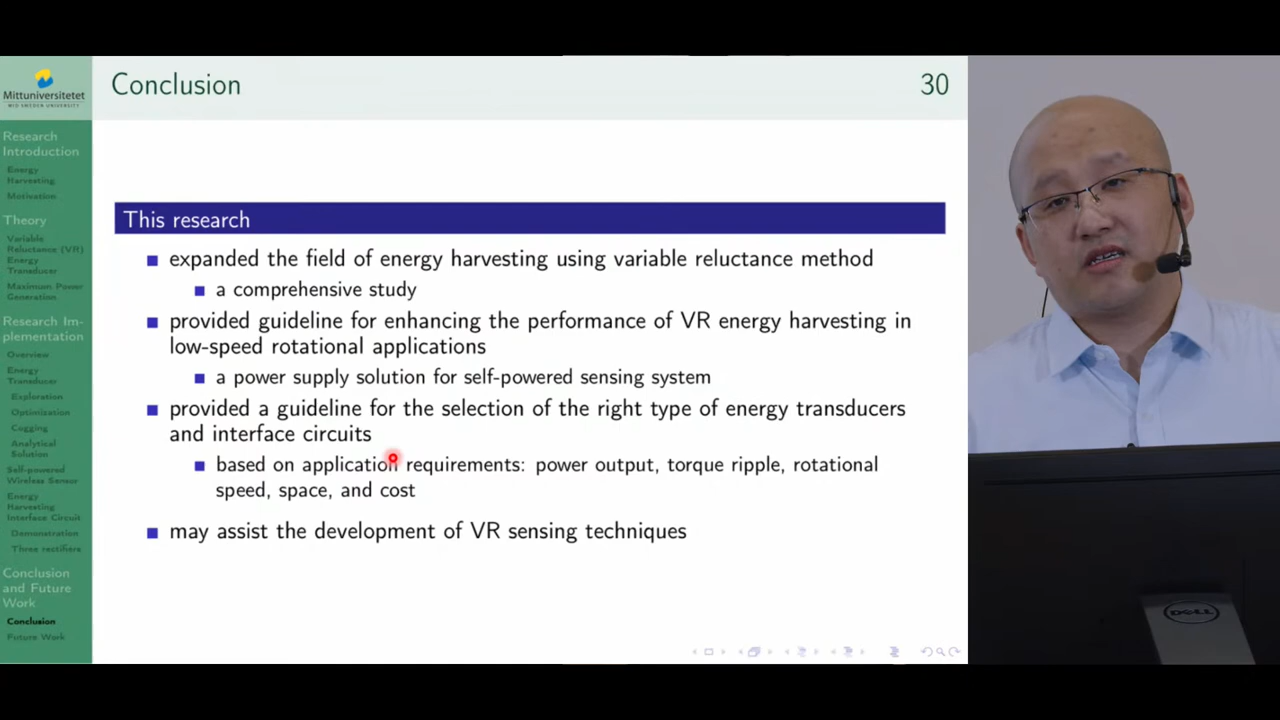 Conclusion
30
Mittuniversitetet
MID SWEDEN UNIVERSITY
Research
Introduction
Energy
Harvesting
Motivation
Theory
Variable
Reluctance (VR)
Energy
Transducer
Maximum Power
Generation
Research Im-
plementation
Overview
Energy
Transducer
Exploration
Optimization
Cogging
Analytical
Solution
Self-powered
Wireless Sensor
Energy
Harvesting
Interface Circuit
Demonstration
Three rectifiers
Conclusion
and Future
Work
Conclusion
Future Work
This research
expanded the field of energy harvesting using variable reluctance method
a comprehensive study
provided guideline for enhancing the performance of VR energy harvesting in
low-speed rotational applications
a power supply solution for self-powered sensing system
provided a guideline for the selection of the right type of energy transducers
and interface circuits
based on application requirements: power output, torque ripple, rotational
speed, space, and cost
may assist the development of VR sensing techniques
DELL